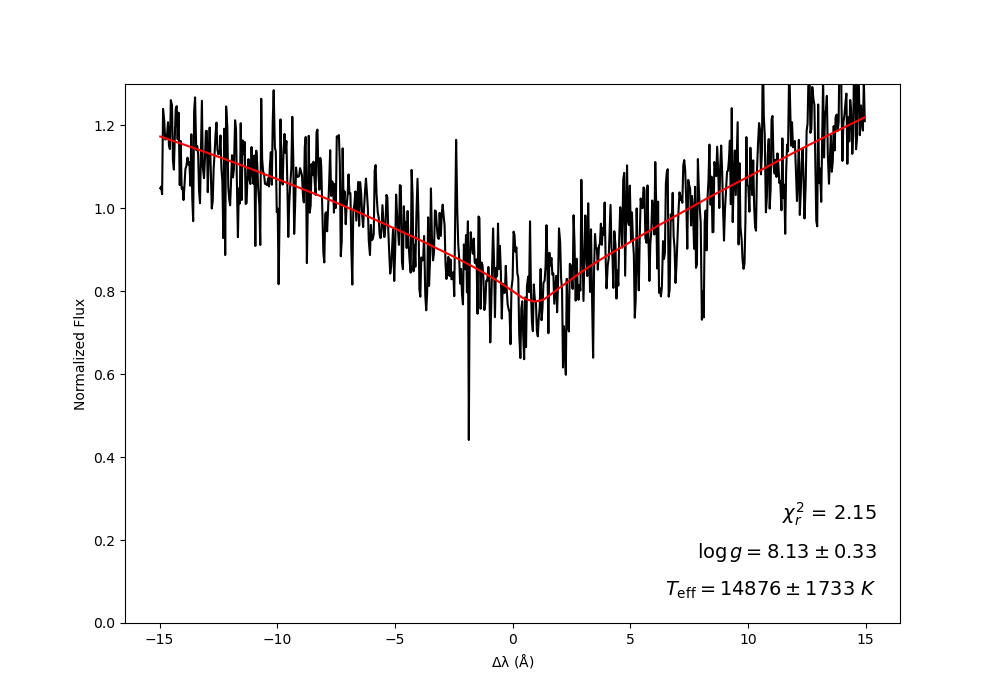 1.2
1.0
0.8
0.6
0.4
0.2
0.0
Normalized Flux
χ²ᵣ = 2.15
log g = 8.13 ± 0.33
T_eff = 14876 ± 1733 K
−15 −10 −5 0 5 10 15
Δλ (Å)